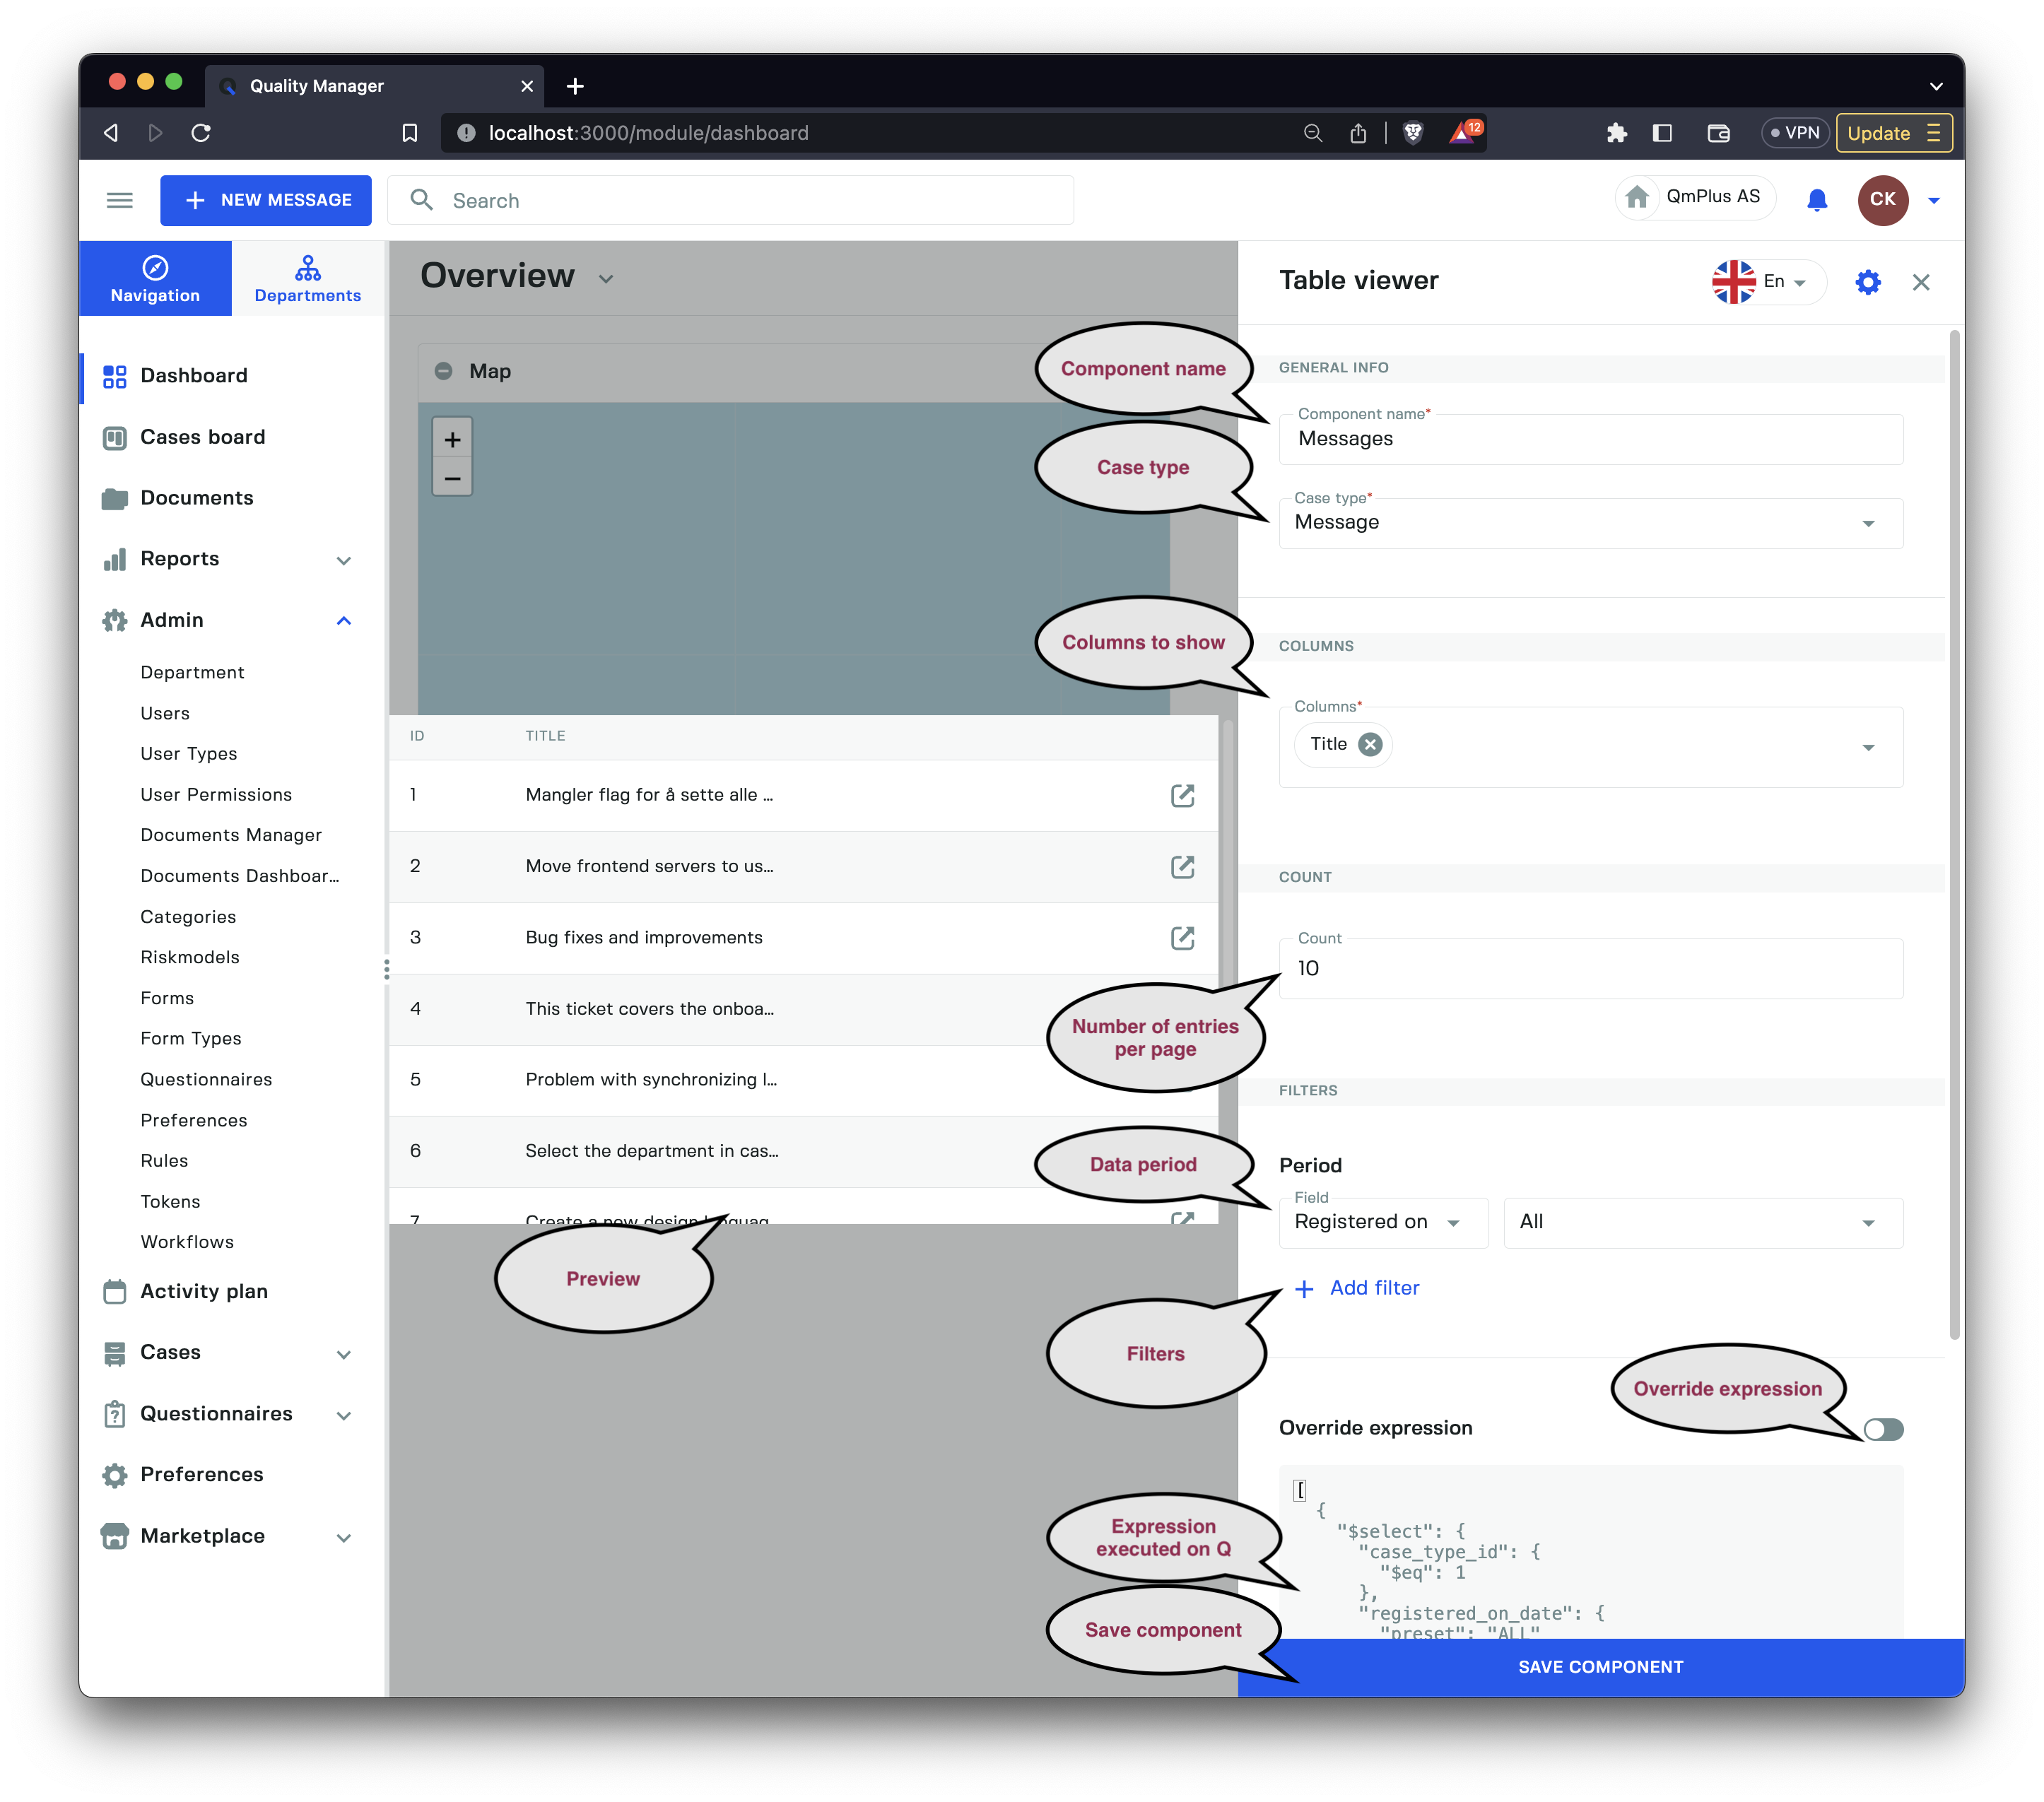 Quality Manager
localhost:3000/module/dashboard
12
VPN
Update
NEW MESSAGE
Search
QmPlus AS
CK
Navigation
Departments
Dashboard
Cases board
Documents
Reports
Admin
Department
Users
User Types
User Permissions
Documents Manager
Documents Dashboar...
Categories
Riskmodels
Forms
Form Types
Questionnaires
Preferences
Rules
Tokens
Workflows
Activity plan
Cases
Questionnaires
Preferences
Marketplace
Overview
Map
+
−
ID TITLE
1 Mangler flag for å sette alle ...
2 Move frontend servers to us...
3 Bug fixes and improvements
4 This ticket covers the onboa...
5 Problem with synchronizing l...
6 Select the department in cas...
7 Create a new design languag...
Preview
Table viewer
En
Component name
GENERAL INFO
Component name*
Messages
Case type
Case type*
Message
Columns to show
COLUMNS
Columns*
Title
COUNT
Count
10
Number of entries
per page
FILTERS
Data period
Period
Field
Registered on
All
+ Add filter
Filters
Override expression
Override expression
[
{
"$select": {
"case_type_id": {
"$eq": 1
},
"registered_on_date": {
"preset": "ALL"
Expression
executed on Q
Save component
SAVE COMPONENT